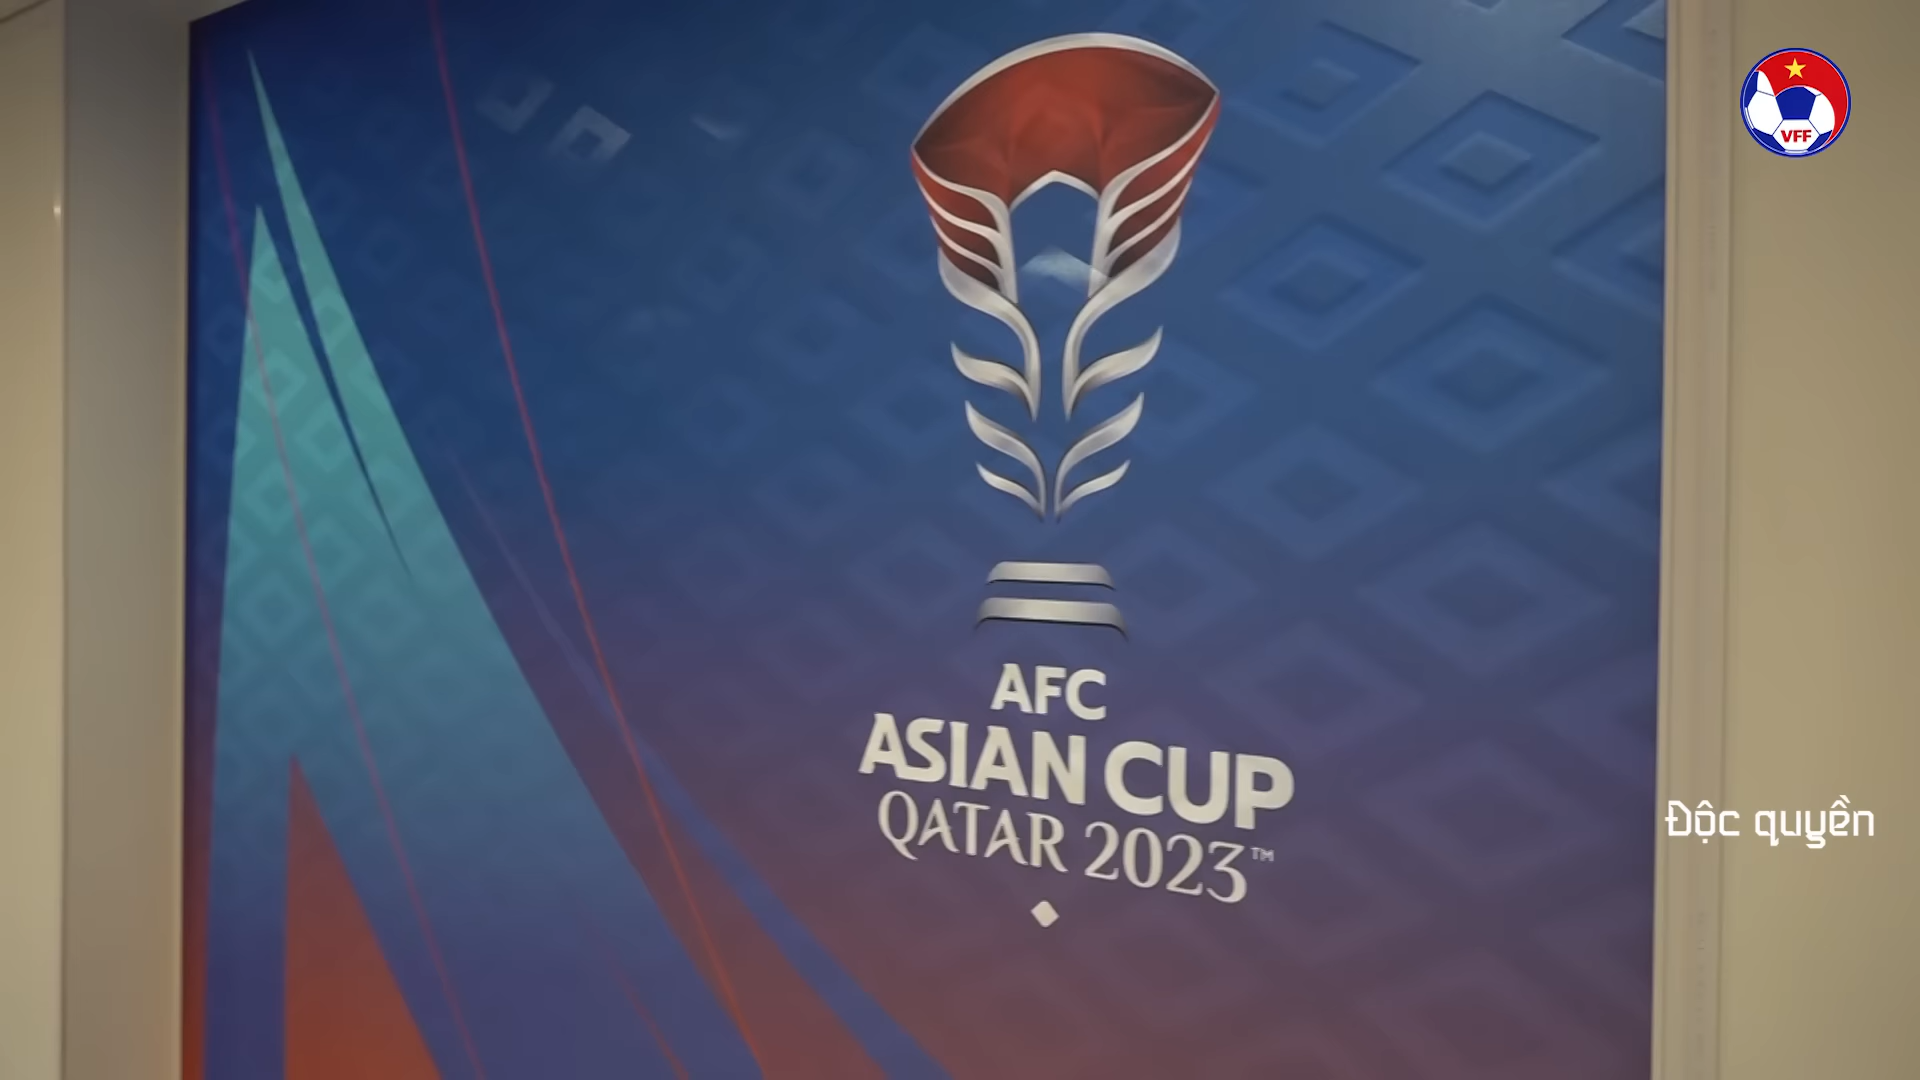 VFF
AFC
ASIAN CUP
QATAR 2023™
Độc quyền